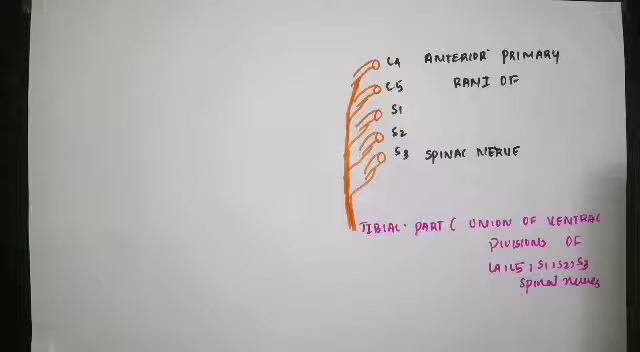 L4 ANTERIOR PRIMARY
L5 RAMI OF
S1
S2
S3 SPINAL NERVE
TIBIAL PART ( UNION OF VENTRAL
DIVISIONS OF
L4, L5, S1, S2, S3
spinal nerves